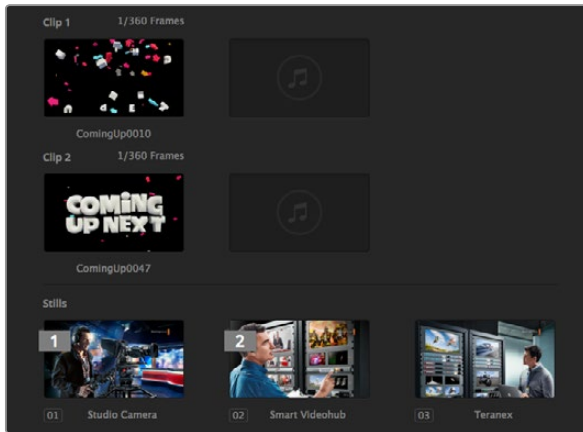 Clip 1 1/360 Frames
ComingUp0010
Clip 2 1/360 Frames
COMING
UP NEXT
ComingUp0047
Stills
1 2
01 Studio Camera 02 Smart Videohub 03 Teranex